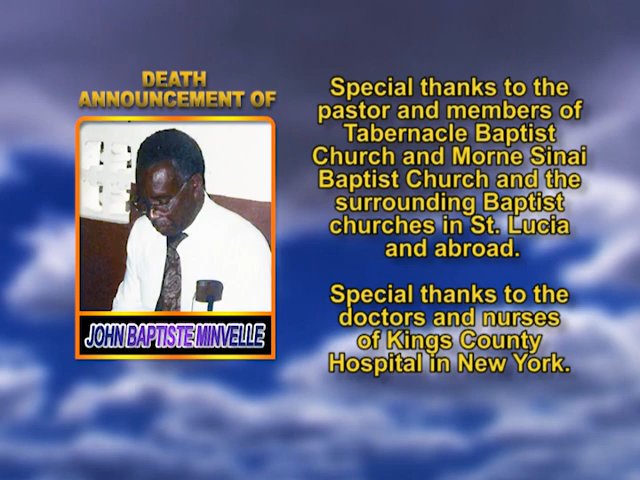 DEATH
ANNOUNCEMENT OF
JOHN BAPTISTE MINVELLE
Special thanks to the
pastor and members of
Tabernacle Baptist
Church and Morne Sinai
Baptist Church and the
surrounding Baptist
churches in St. Lucia
and abroad.
Special thanks to the
doctors and nurses
of Kings County
Hospital in New York.